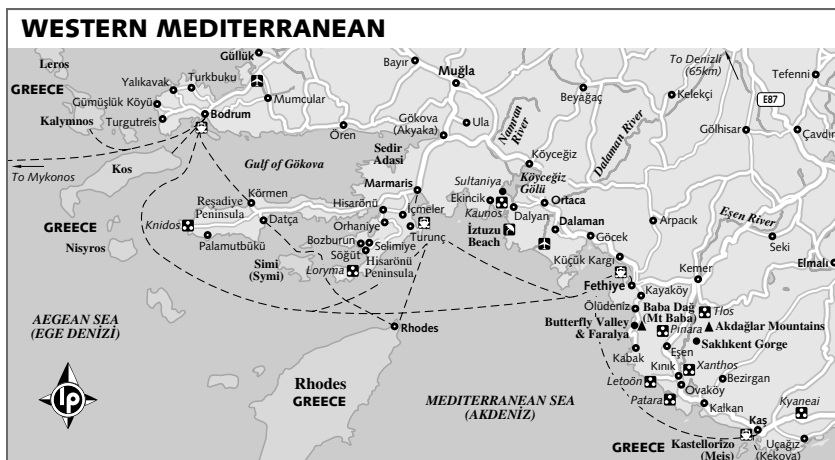 WESTERN MEDITERRANEAN
Leros
GREECE
Yalıkavak
Turkbuku
Güllük
Gümüşlük Köyü
Mumcular
Kalymnos
Turgutreis
Bodrum
Kos
To Mykonos
Gulf of Gökova
Ören
Bayır
Muğla
Gökova
(Akyaka)
Ula
Sedir
Adasi
Namran
River
Beyağaç
Kelekçi
To Denizli
(65km)
Tefenni
E87
Gölhisar
Çavdır
Dalaman River
Köyceğiz
Köyceğiz
Gölü
Sultaniya
Ekincik
Kaunos
Dalyan
Ortaca
İztuzu
Beach
Dalaman
Göcek
Arpacık
Eşen River
Seki
Elmalı
Marmaris
Reşadiye
Peninsula
Körmen
Knidos
Datça
Palamutbükü
Hisarönü
İçmeler
Orhaniye
Turunç
Bozburun
Selimiye
Söğüt
Hisarönü
Peninsula
Loryma
Simi
(Symi)
GREECE
Nisyros
Küçük Kargı
Fethiye
Kayaköy
Kemer
Ölüdeniz
Baba Dağ
(Mt Baba)
Tlos
Butterfly Valley
& Faralya
Pınara
Akdağlar Mountains
Saklıkent Gorge
Kabak
Eşen
Xanthos
Kınık
Bezirgan
Letoön
Ovaköy
Patara
Kalkan
Kaş
Kyaneai
Uçağız
(Kekova)
GREECE
Kastellorizo
(Meis)
Rhodes
Rhodes
GREECE
AEGEAN SEA
(EGE DENİZİ)
MEDITERRANEAN SEA
(AKDENİZ)
lp